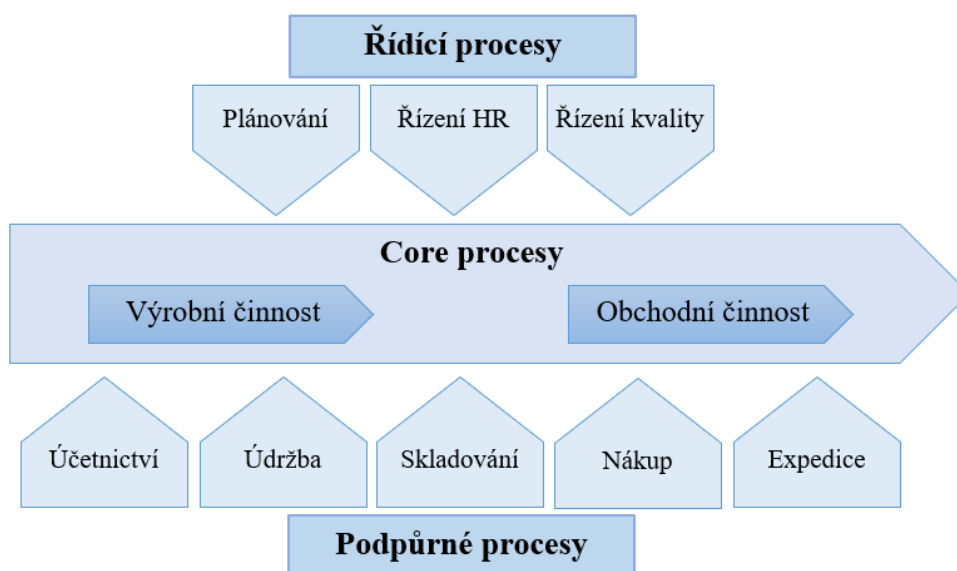 Řídící procesy
Plánování
Řízení HR
Řízení kvality
Core procesy
Výrobní činnost
Obchodní činnost
Účetnictví
Údržba
Skladování
Nákup
Expedice
Podpůrné procesy